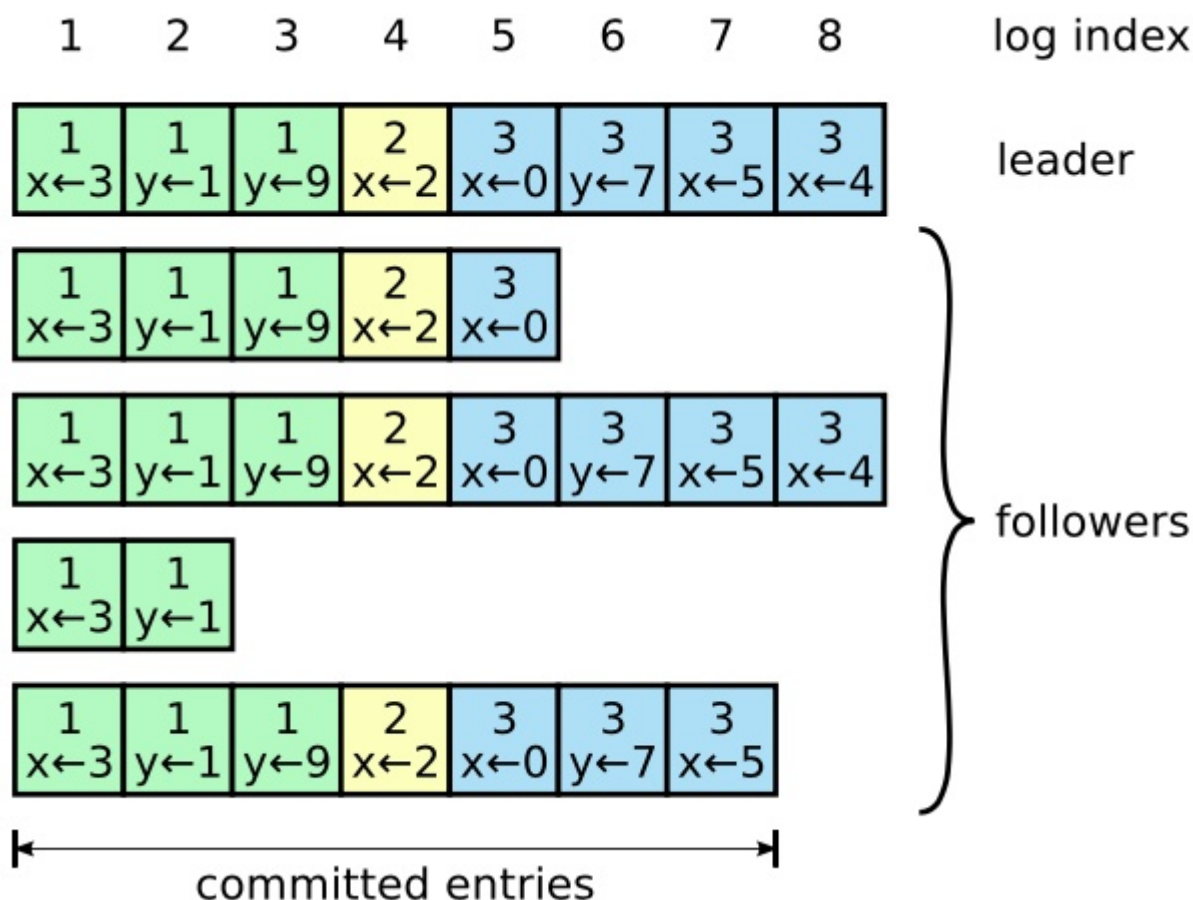 1 2 3 4 5 6 7 8 log index
1 1 1 2 3 3 3 3
x←3 y←1 y←9 x←2 x←0 y←7 x←5 x←4
leader
1 1 1 2 3
x←3 y←1 y←9 x←2 x←0
1 1 1 2 3 3 3 3
x←3 y←1 y←9 x←2 x←0 y←7 x←5 x←4
followers
1 1
x←3 y←1
1 1 1 2 3 3 3
x←3 y←1 y←9 x←2 x←0 y←7 x←5
committed entries